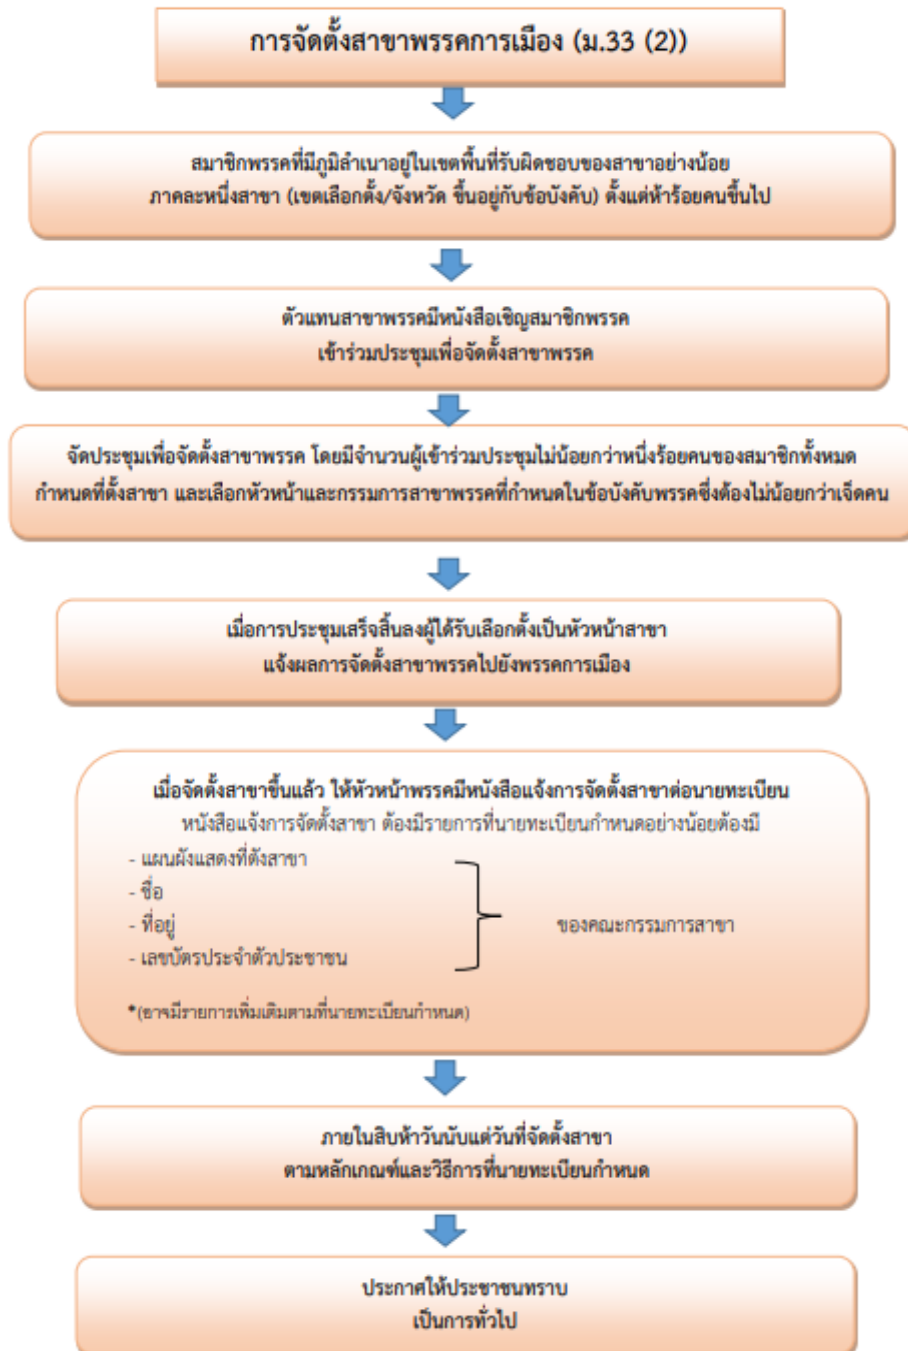 การจัดตั้งสาขาพรรคการเมือง (ม.33 (2))
สมาชิกพรรคที่มีภูมิลำเนาอยู่ในเขตพื้นที่รับผิดชอบของสาขาอย่างน้อย
ภาคละหนึ่งสาขา (เขตเลือกตั้ง/จังหวัด ขึ้นอยู่กับข้อบังคับ) ตั้งแต่ห้าร้อยคนขึ้นไป
ตัวแทนสาขาพรรคมีหนังสือเชิญสมาชิกพรรค
เข้าร่วมประชุมเพื่อจัดตั้งสาขาพรรค
จัดประชุมเพื่อจัดตั้งสาขาพรรค โดยมีจำนวนผู้เข้าร่วมประชุมไม่น้อยกว่าหนึ่งร้อยคนของสมาชิกทั้งหมด
กำหนดที่ตั้งสาขา และเลือกหัวหน้าและกรรมการสาขาพรรคที่กำหนดในข้อบังคับพรรคซึ่งต้องไม่น้อยกว่าเจ็ดคน
เมื่อการประชุมเสร็จสิ้นลงผู้ได้รับเลือกตั้งเป็นหัวหน้าสาขา
แจ้งผลการจัดตั้งสาขาพรรคไปยังพรรคการเมือง
เมื่อจัดตั้งสาขาขึ้นแล้ว ให้หัวหน้าพรรคมีหนังสือแจ้งการจัดตั้งสาขาต่อนายทะเบียน
หนังสือแจ้งการจัดตั้งสาขา ต้องมีรายการที่นายทะเบียนกำหนดอย่างน้อยต้องมี
- แผนผังแสดงที่ตั้งสาขา
- ชื่อ
- ที่อยู่ ของคณะกรรมการสาขา
- เลขบัตรประจำตัวประชาชน
*(อาจมีรายการเพิ่มเติมตามที่นายทะเบียนกำหนด)
ภายในสิบห้าวันนับแต่วันที่จัดตั้งสาขา
ตามหลักเกณฑ์และวิธีการที่นายทะเบียนกำหนด
ประกาศให้ประชาชนทราบ
เป็นการทั่วไป